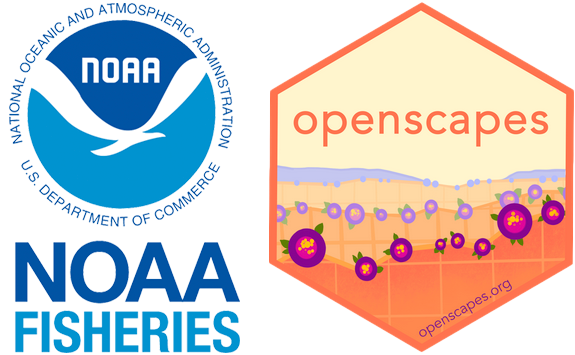 NATIONAL OCEANIC AND ATMOSPHERIC ADMINISTRATION
NOAA
U.S. DEPARTMENT OF COMMERCE
NOAA
FISHERIES
openscapes
openscapes.org